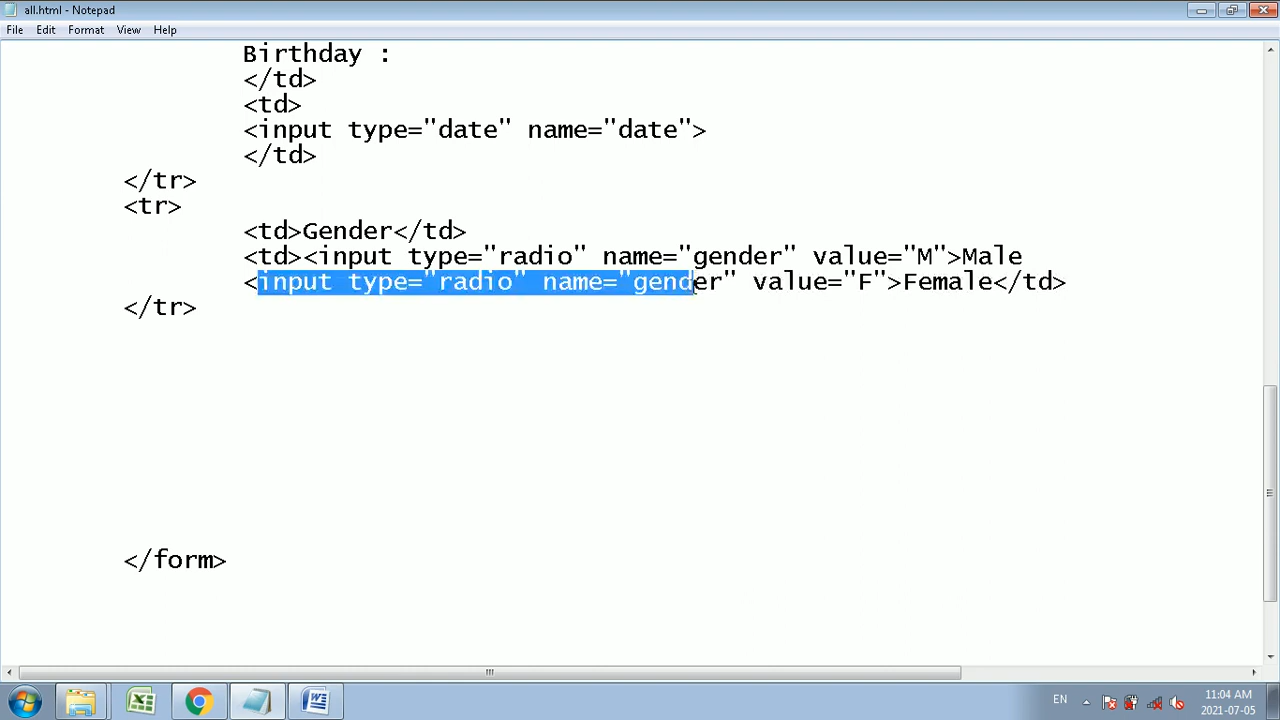 all.html - Notepad
File Edit Format View Help
Birthday :
</td>
<td>
<input type="date" name="date">
</td>
</tr>
<tr>
<td>Gender</td>
<td><input type="radio" name="gender" value="M">Male
<input type="radio" name="gender" value="F">Female</td>
</tr>
</form>
EN
11:04 AM
2021-07-05